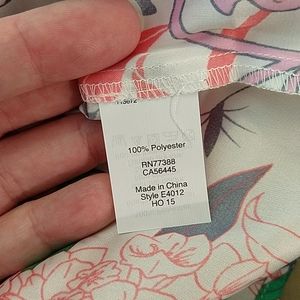 100% Polyester
RN77388
CA56445
Made in China
Style E4012
HO 15